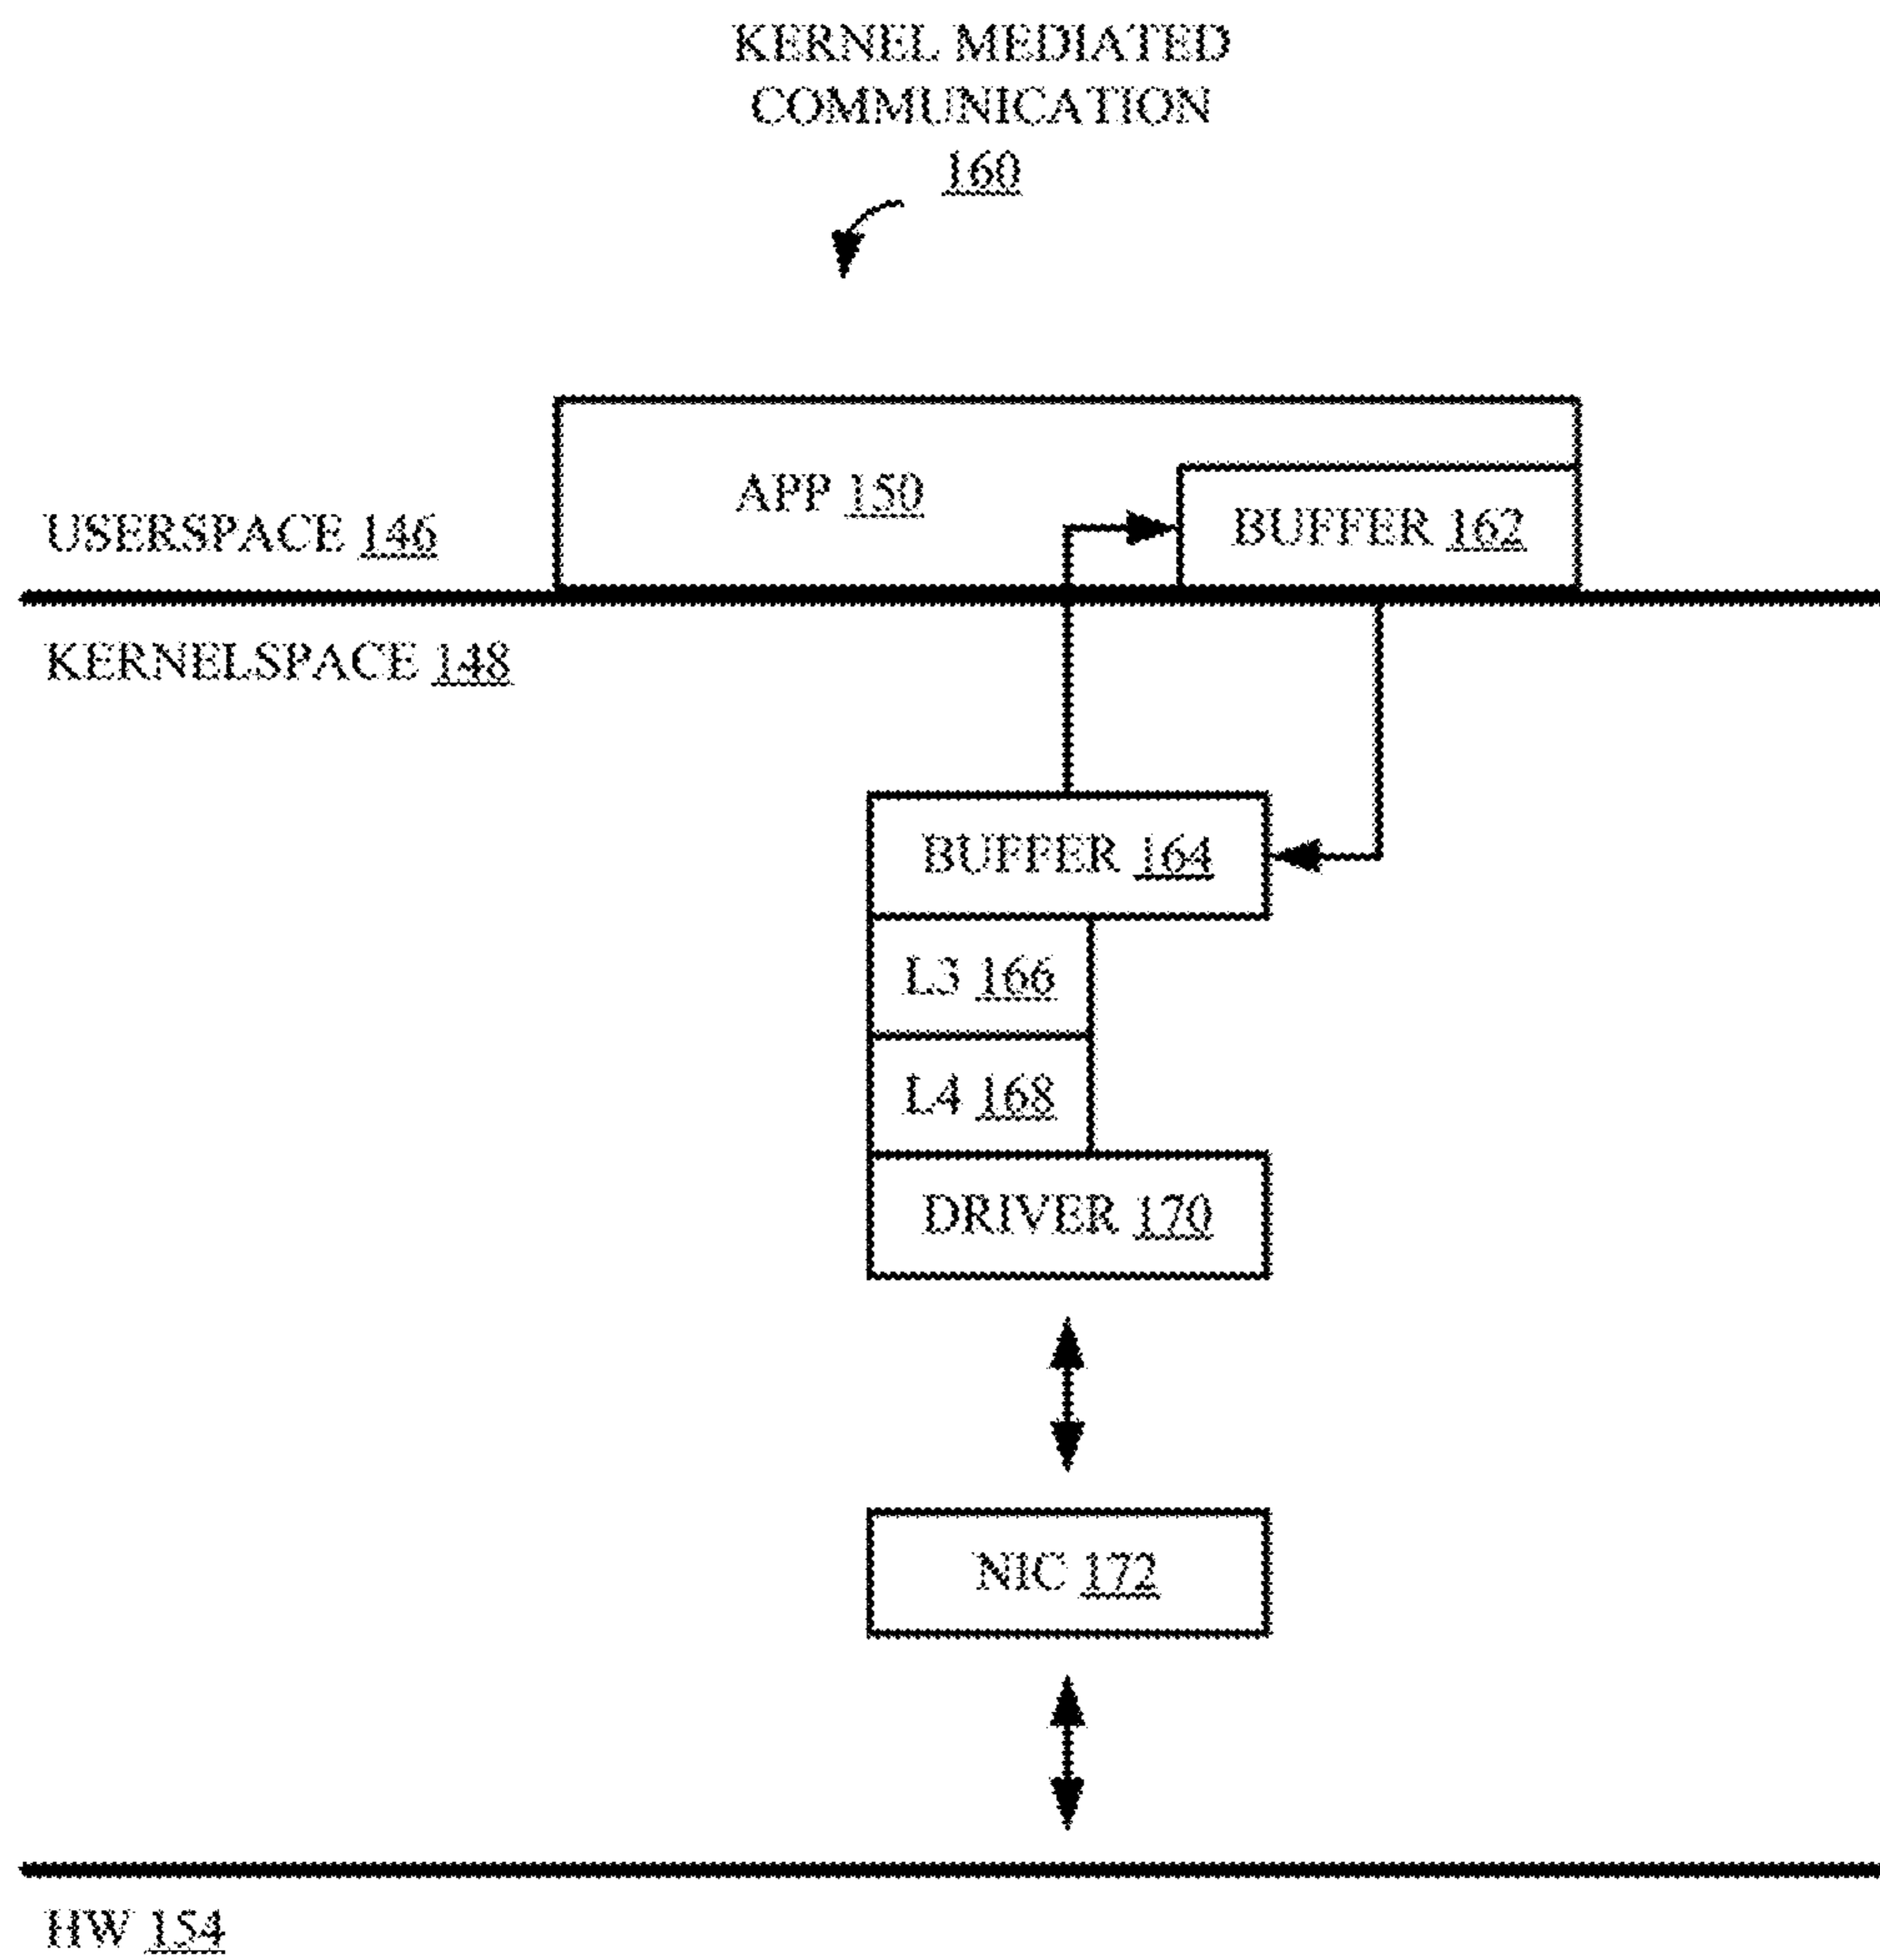 KERNEL MEDIATED
COMMUNICATION
160
APP 150
BUFFER 162
USERSPACE 146
KERNELSPACE 148
BUFFER 164
L3 166
L4 168
DRIVER 170
NIC 172
HW 154